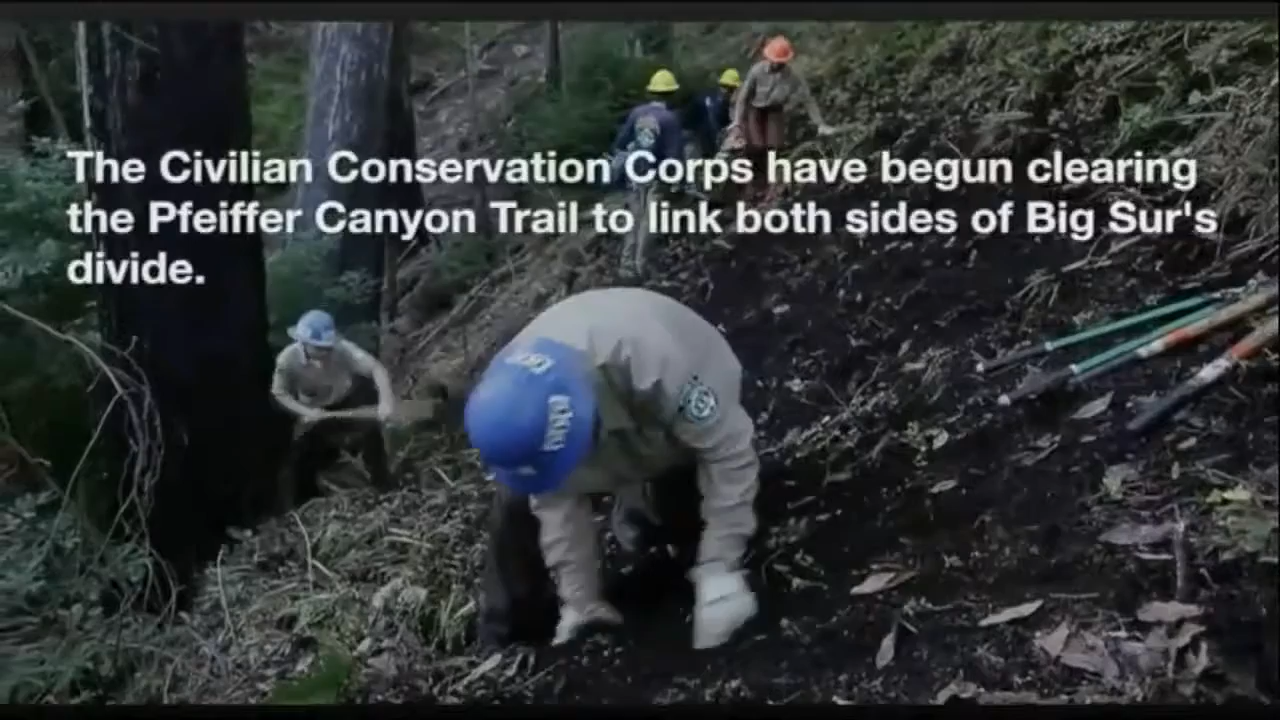 The Civilian Conservation Corps have begun clearing
the Pfeiffer Canyon Trail to link both sides of Big Sur's
divide.